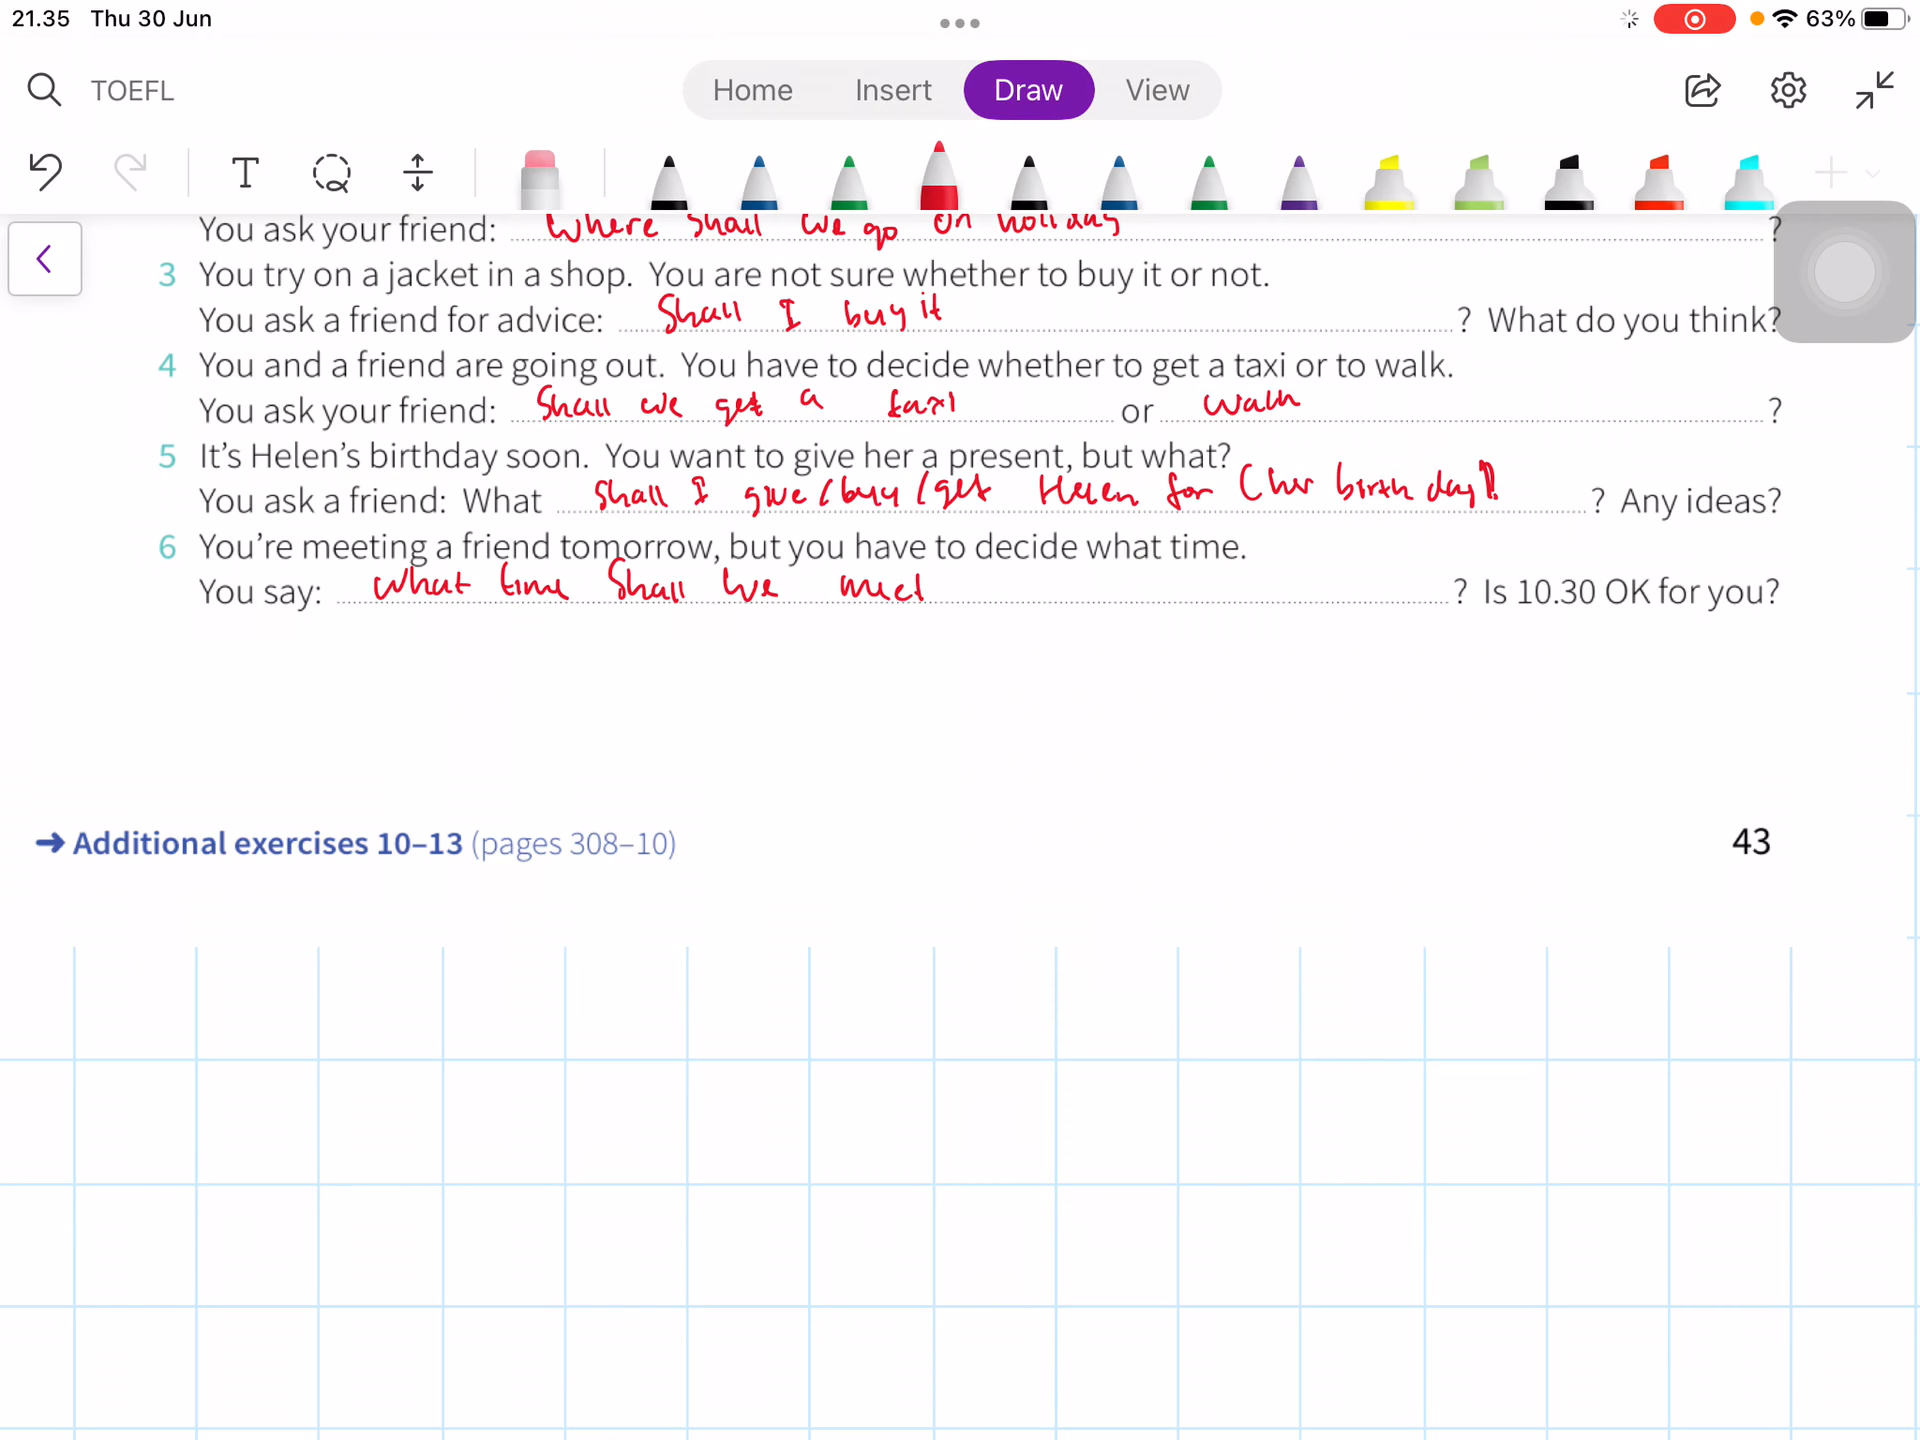 21.35 Thu 30 Jun
63%
TOEFL
Home Insert Draw View
T
You ask your friend: Where shall we go on holiday ?
3 You try on a jacket in a shop. You are not sure whether to buy it or not.
You ask a friend for advice: Shall I buy it ? What do you think?
4 You and a friend are going out. You have to decide whether to get a taxi or to walk.
You ask your friend: Shall we get a taxi or walk ?
5 It's Helen's birthday soon. You want to give her a present, but what?
You ask a friend: What shall I give / buy / get Helen for (her birthday) ? Any ideas?
6 You're meeting a friend tomorrow, but you have to decide what time.
You say: What time shall we meet ? Is 10.30 OK for you?
➜ Additional exercises 10–13 (pages 308–10)
43